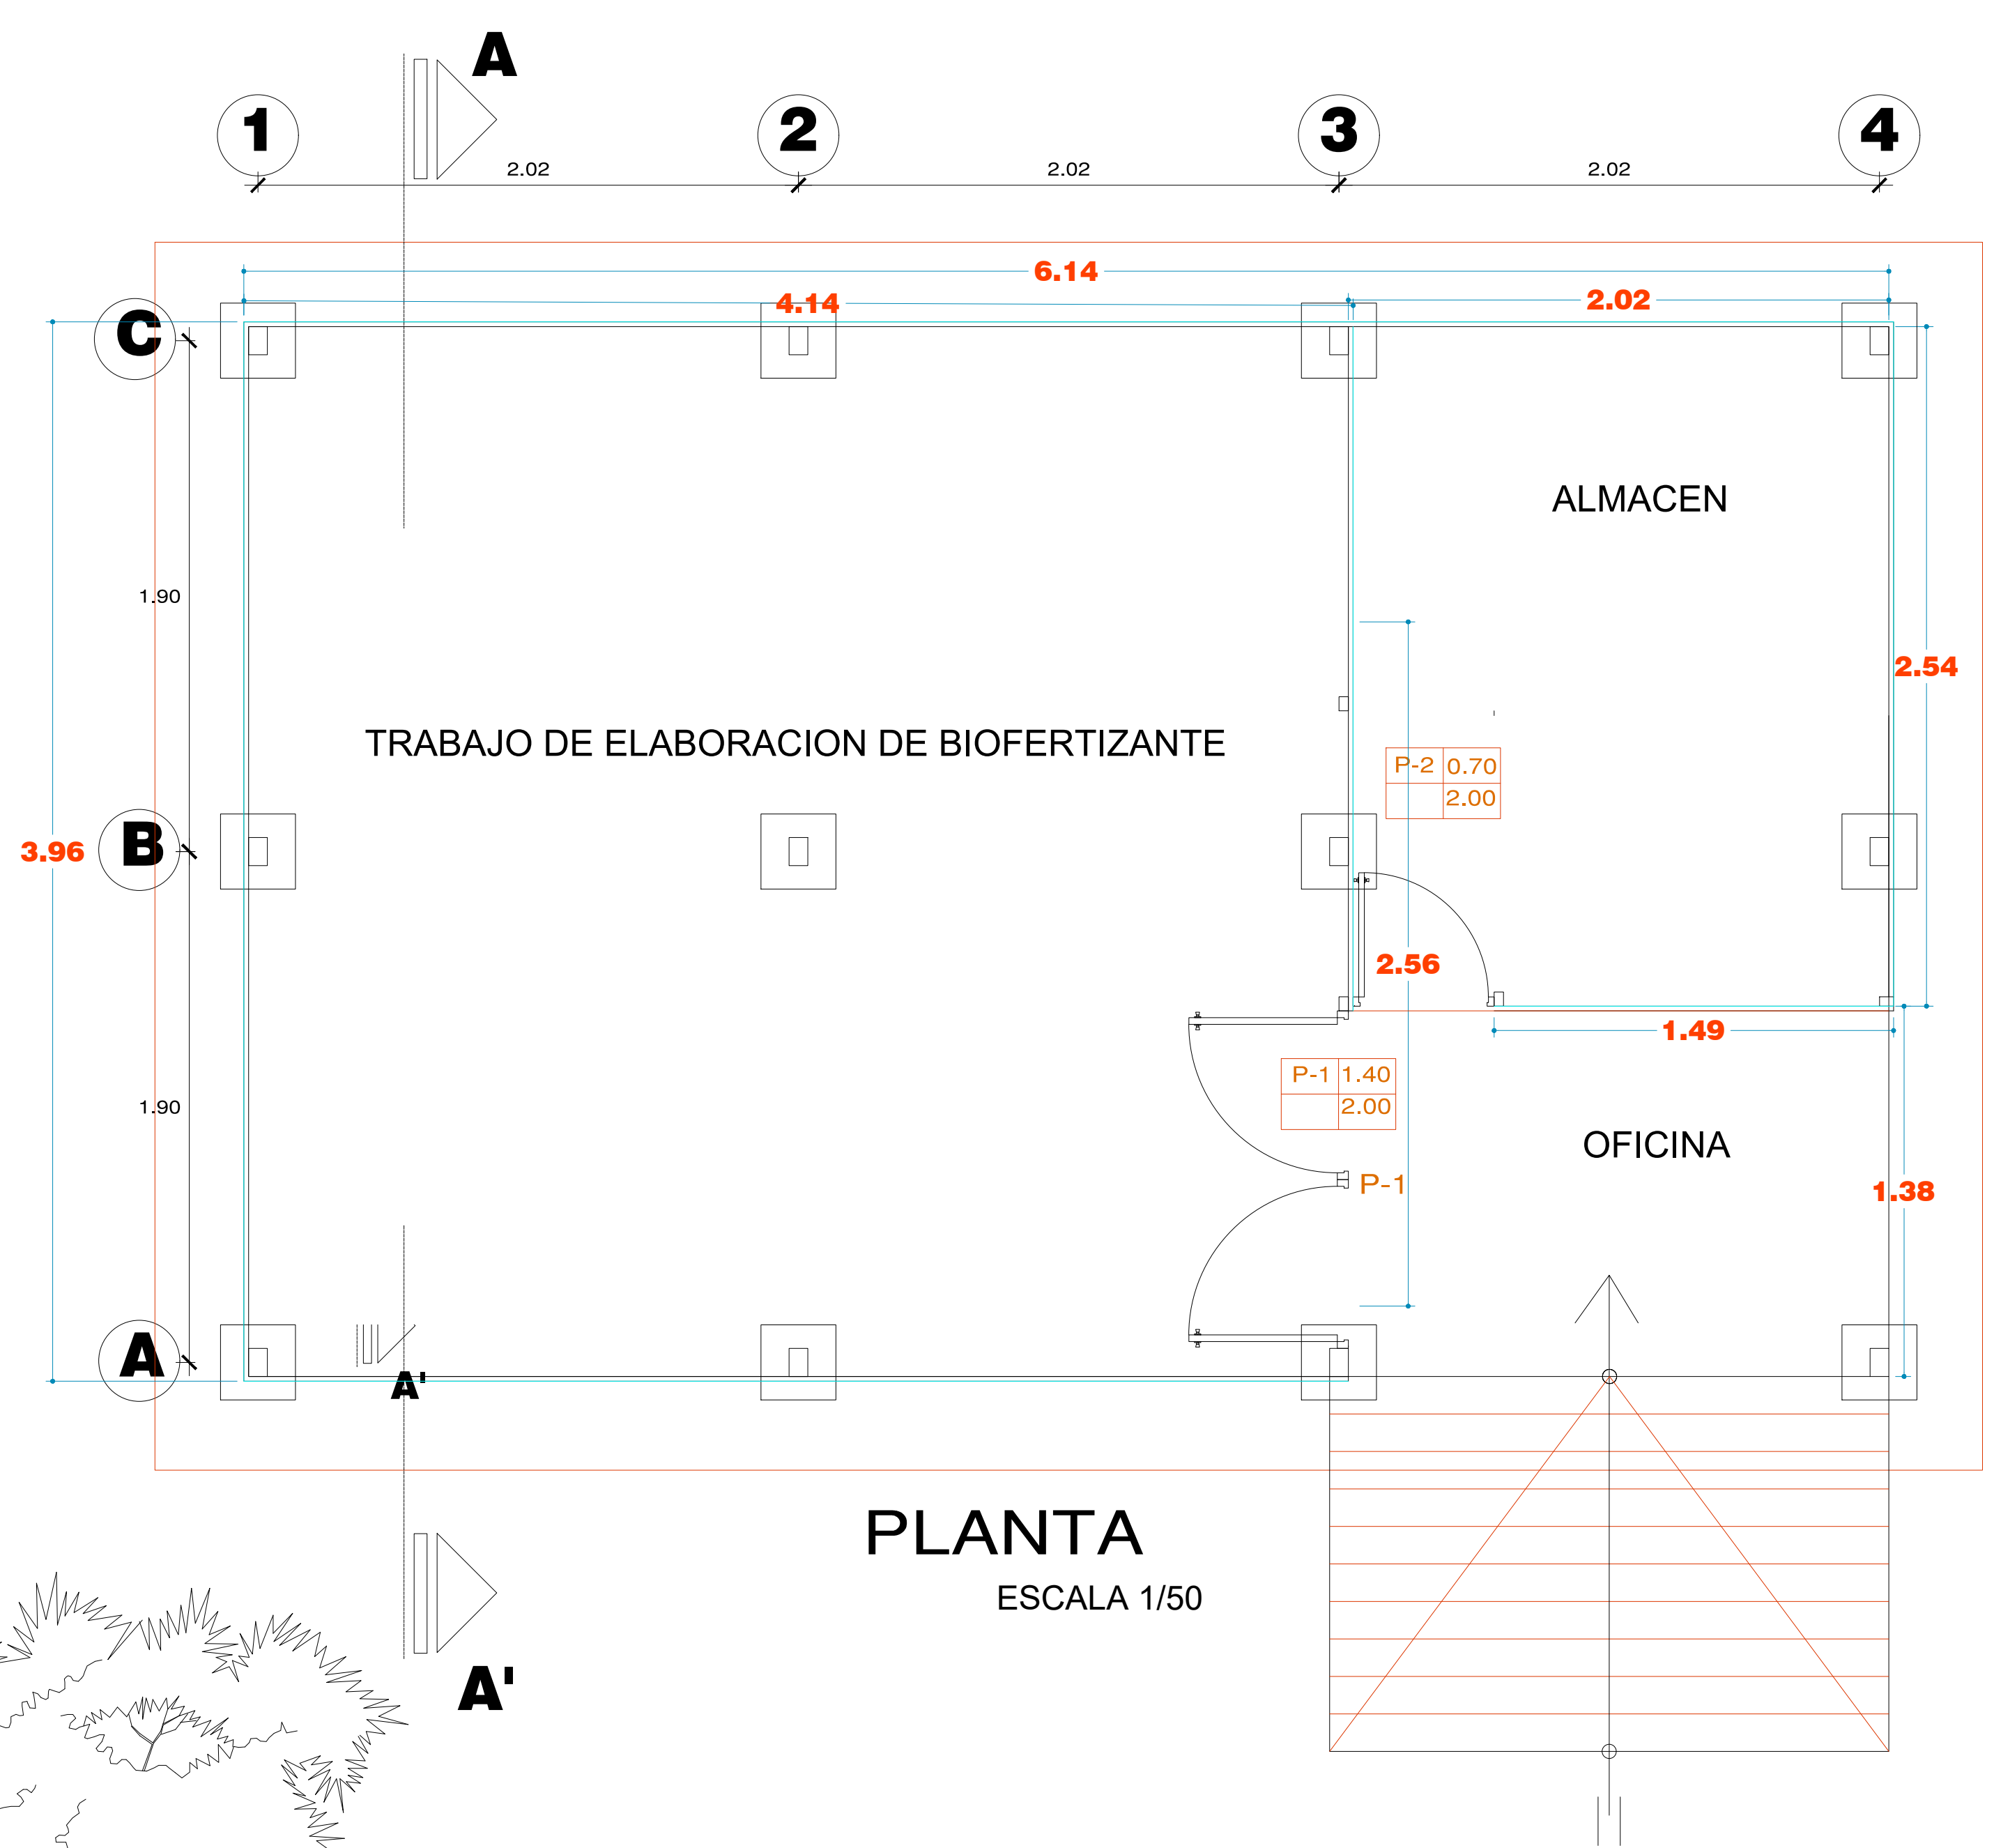 A
1
2
3
4
2.02
2.02
2.02
6.14
4.14
2.02
C
ALMACEN
1.90
2.54
TRABAJO DE ELABORACION DE BIOFERTIZANTE
P-2 0.70
2.00
B
3.96
2.56
1.49
P-1 1.40
2.00
1.90
OFICINA
P-1
1.38
A
A'
PLANTA
ESCALA 1/50
A'